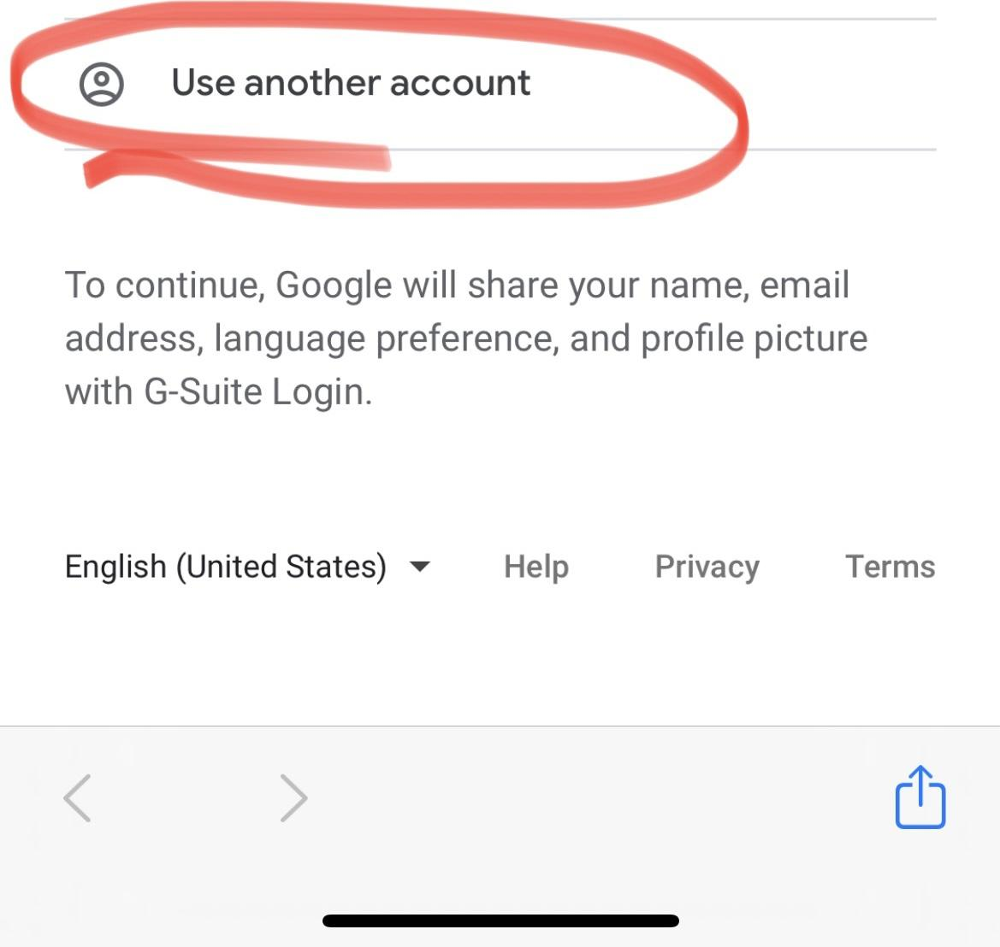 Use another account
To continue, Google will share your name, email
address, language preference, and profile picture
with G-Suite Login.
English (United States) Help Privacy Terms